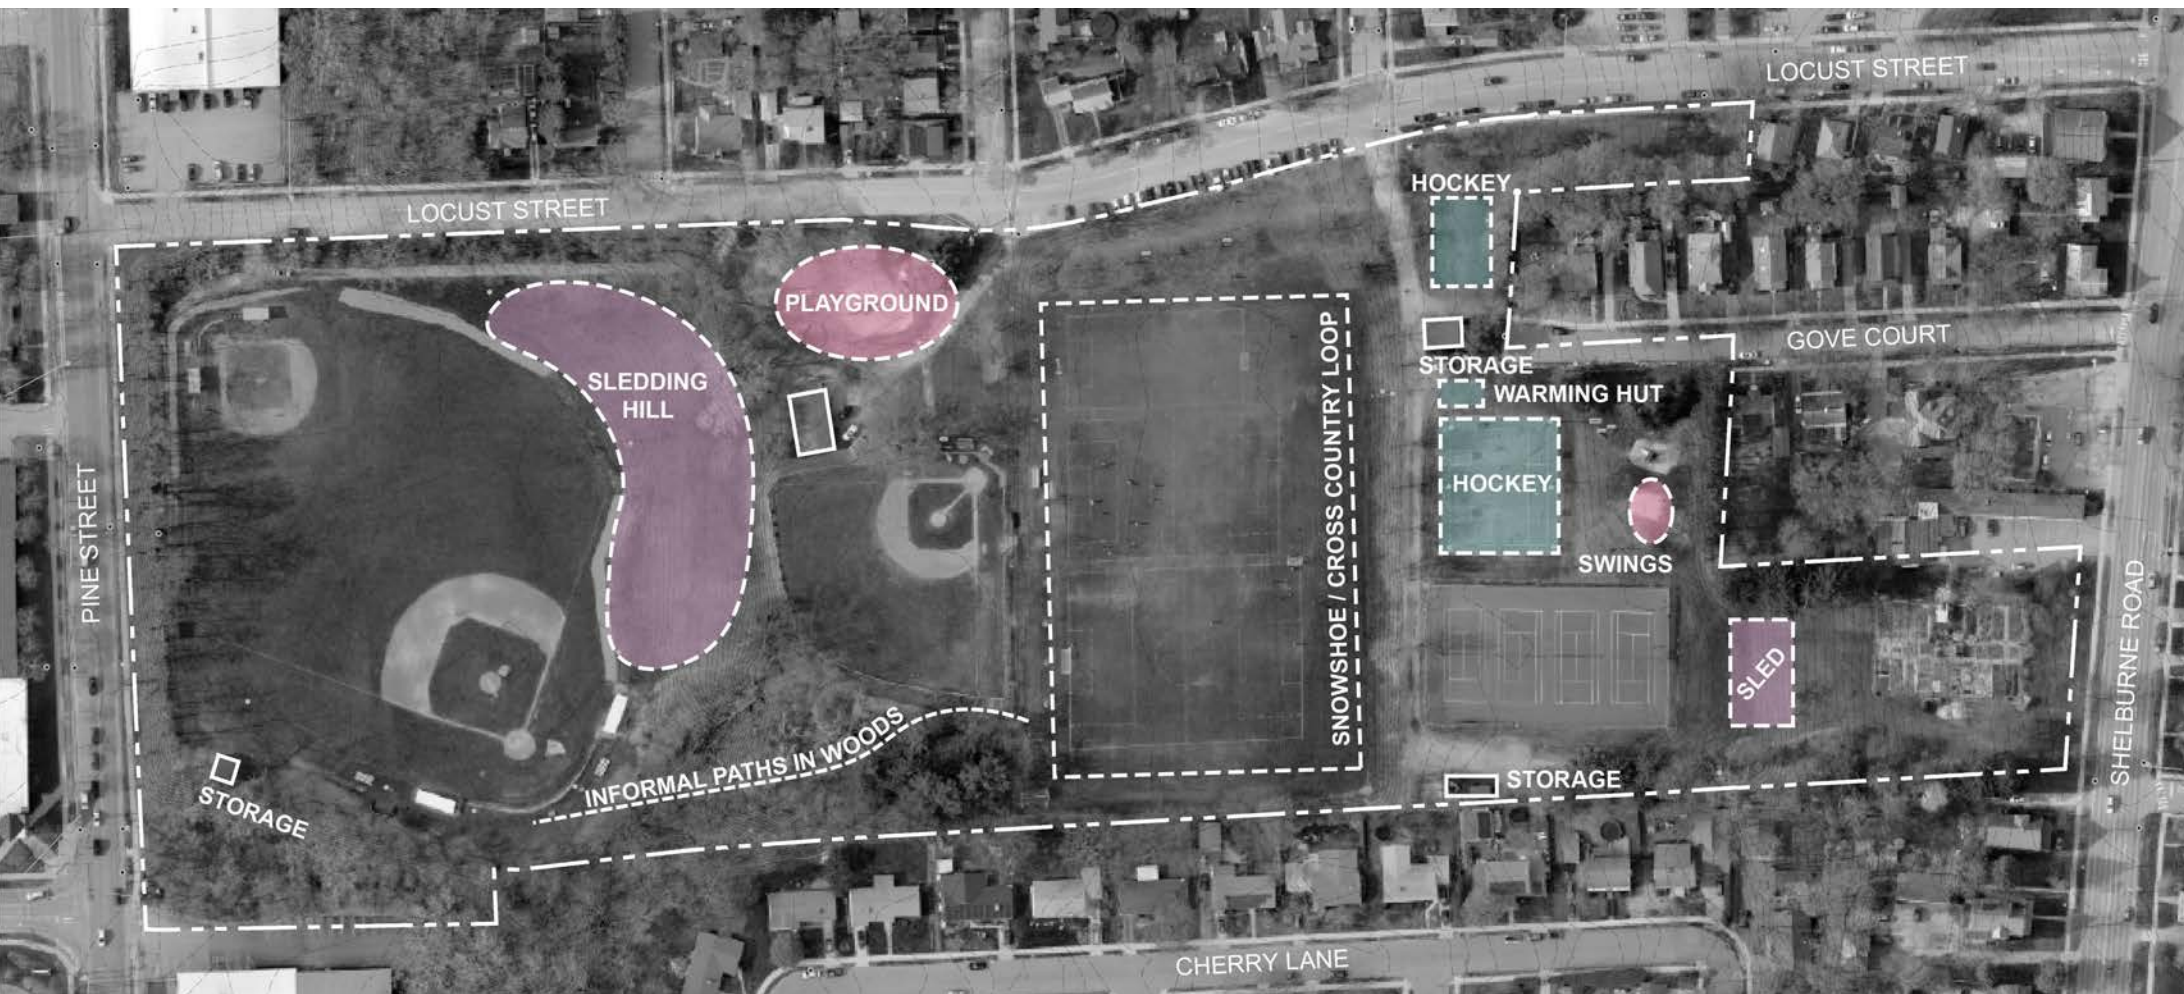 LOCUST STREET
HOCKEY
LOCUST STREET
PLAYGROUND
GOVE COURT
STORAGE
SLEDDING
HILL
WARMING HUT
SNOWSHOE / CROSS COUNTRY LOOP
HOCKEY
PINE STREET
SWINGS
SLED
SHELBURNE ROAD
INFORMAL PATHS IN WOODS
STORAGE
STORAGE
CHERRY LANE